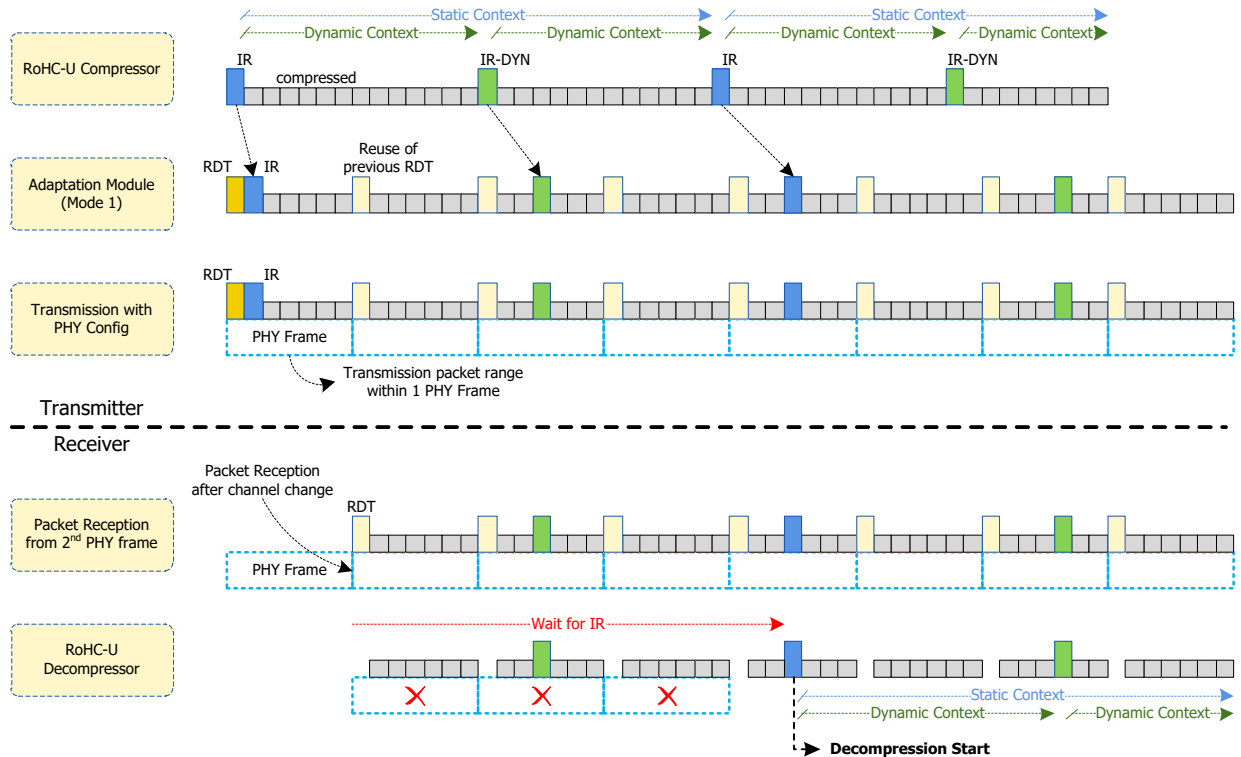 Static Context
Static Context
Dynamic Context
Dynamic Context
Dynamic Context
Dynamic Context
RoHC-U Compressor
IR
compressed
IR-DYN
IR
IR-DYN
Adaptation Module
(Mode 1)
RDT
IR
Reuse of
previous RDT
Transmission with
PHY Config
RDT
IR
PHY Frame
Transmission packet range
within 1 PHY Frame
Transmitter
Receiver
Packet Reception
after channel change
Packet Reception
from 2nd PHY frame
RDT
PHY Frame
RoHC-U
Decompressor
Wait for IR
Static Context
Dynamic Context
Dynamic Context
Decompression Start